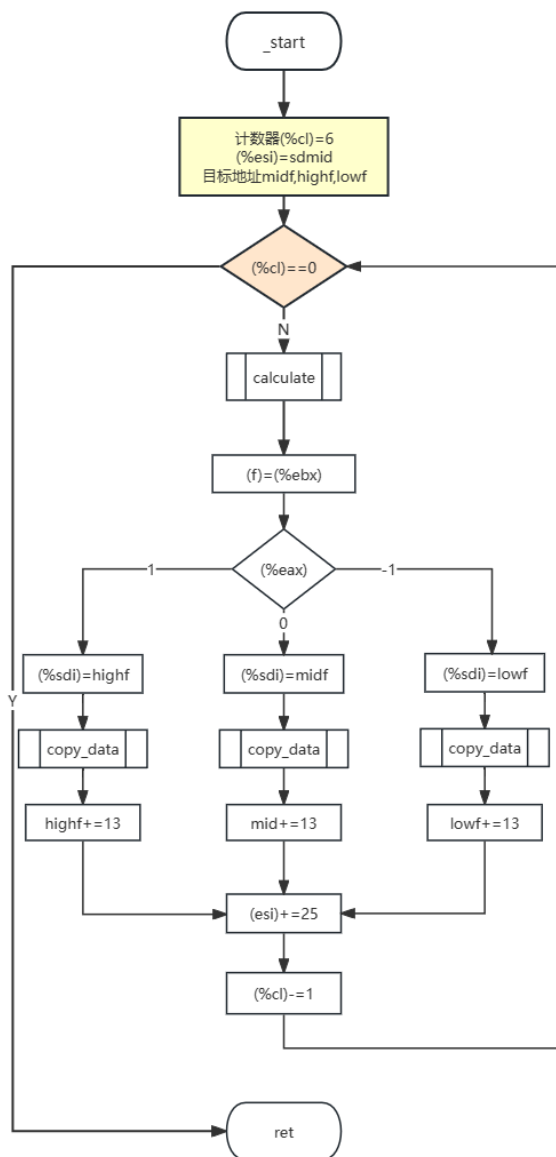 _start
计数器(%cl)=6
(%esi)=sdmid
目标地址midf,highf,lowf
(%cl)==0
N
calculate
(f)=(%ebx)
(%eax)
1
-1
0
(%sdi)=highf
(%sdi)=midf
(%sdi)=lowf
Y
copy_data
copy_data
copy_data
highf+=13
mid+=13
lowf+=13
(esi)+=25
(%cl)-=1
ret